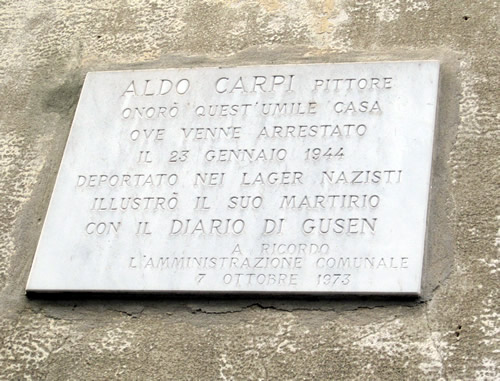 ALDO CARPI PITTORE
ONORÒ QUEST'UMILE CASA
OVE VENNE ARRESTATO
IL 23 GENNAIO 1944
DEPORTATO NEI LAGER NAZISTI
ILLUSTRÒ IL SUO MARTIRIO
CON IL DIARIO DI GUSEN
A RICORDO
L'AMMINISTRAZIONE COMUNALE
7 OTTOBRE 1973